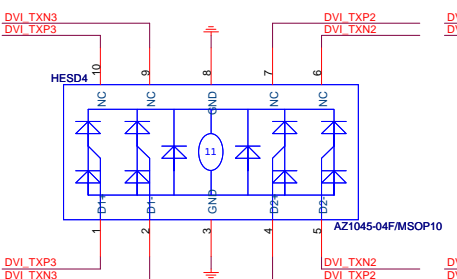 DVI_TXN3
DVI_TXP3
DVI_TXP2
DVI_TXN2
HESD4
10
9
8
7
6
NC
NC
GND
NC
NC
11
D1+
D1-
GND
D2+
D2-
1
2
3
4
5
AZ1045-04F/MSOP10
DVI_TXP3
DVI_TXN3
DVI_TXN2
DVI_TXP2